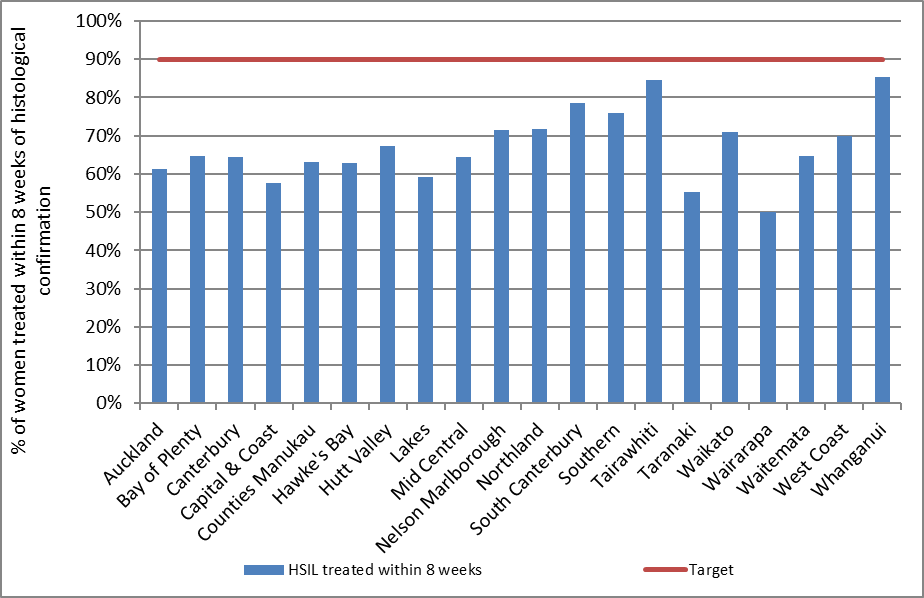 % of women treated within 8 weeks of histological
confirmation
100%
90%
80%
70%
60%
50%
40%
30%
20%
10%
0%
Auckland
Bay of Plenty
Canterbury
Capital & Coast
Counties Manukau
Hawke's Bay
Hutt Valley
Lakes
Mid Central
Nelson Marlborough
Northland
South Canterbury
Southern
Tairawhiti
Taranaki
Waikato
Wairarapa
Waitemata
West Coast
Whanganui
HSIL treated within 8 weeks
Target